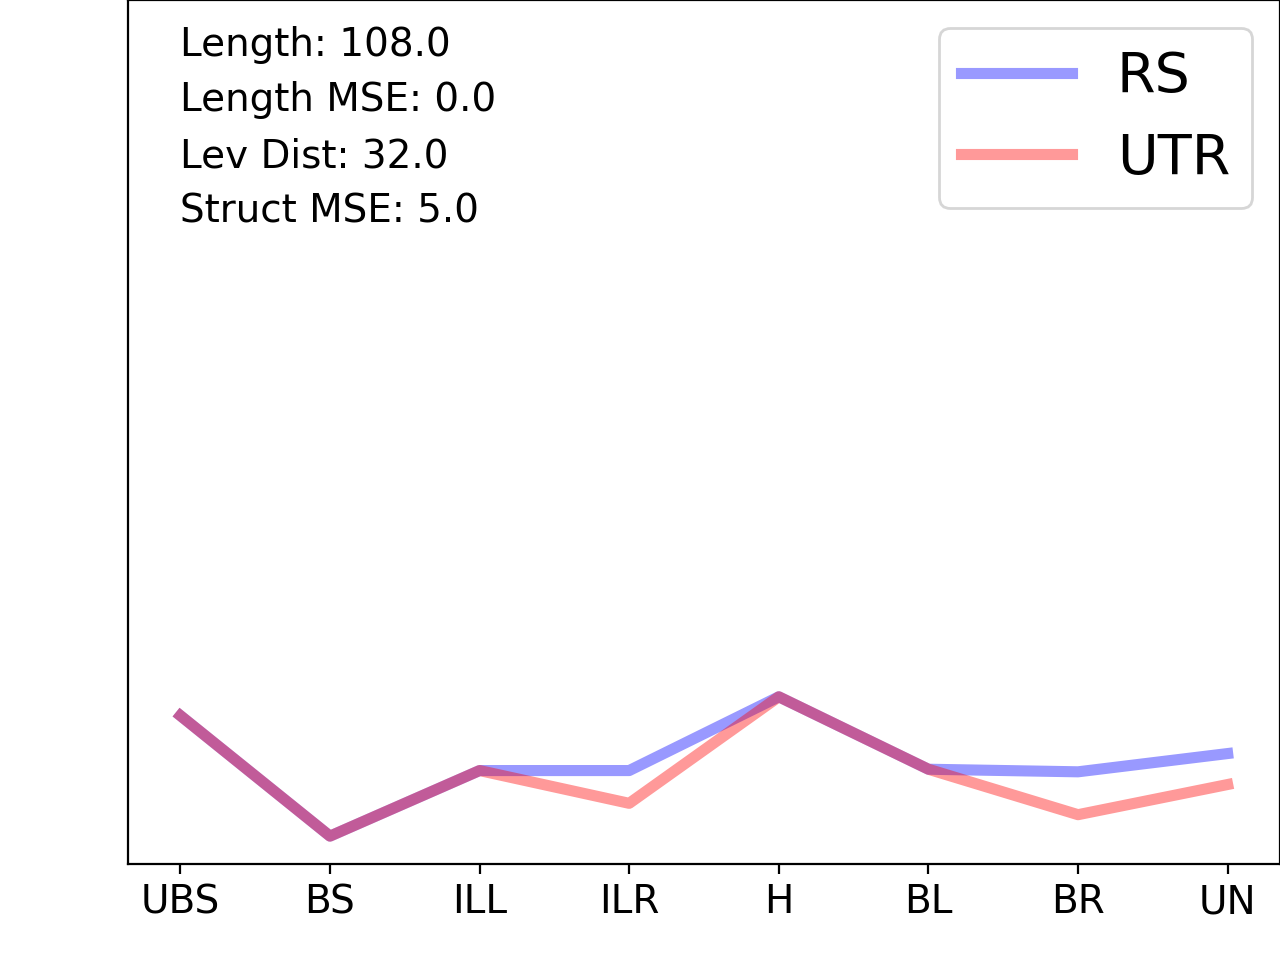 Length: 108.0
Length MSE: 0.0
Lev Dist: 32.0
Struct MSE: 5.0
RS
UTR
UBS BS ILL ILR H BL BR UN